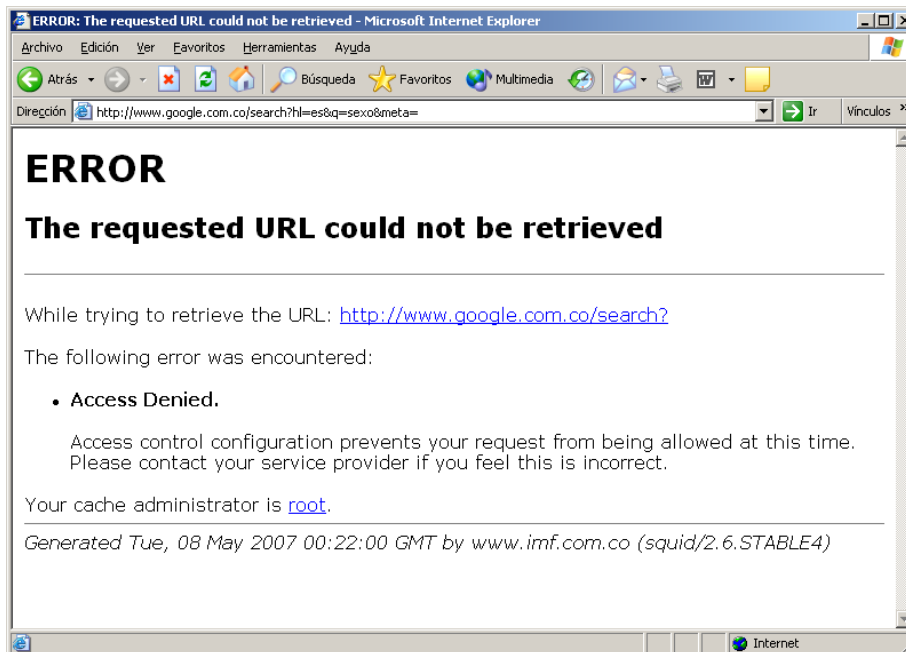 ERROR: The requested URL could not be retrieved - Microsoft Internet Explorer
Archivo Edición Ver Favoritos Herramientas Ayuda
Atrás Búsqueda Favoritos Multimedia
Dirección http://www.google.com.co/search?hl=es&q=sexo&meta= Ir Vínculos »
ERROR
The requested URL could not be retrieved
While trying to retrieve the URL: http://www.google.com.co/search?
The following error was encountered:
• Access Denied.
Access control configuration prevents your request from being allowed at this time.
Please contact your service provider if you feel this is incorrect.
Your cache administrator is root.
Generated Tue, 08 May 2007 00:22:00 GMT by www.imf.com.co (squid/2.6.STABLE4)
Internet